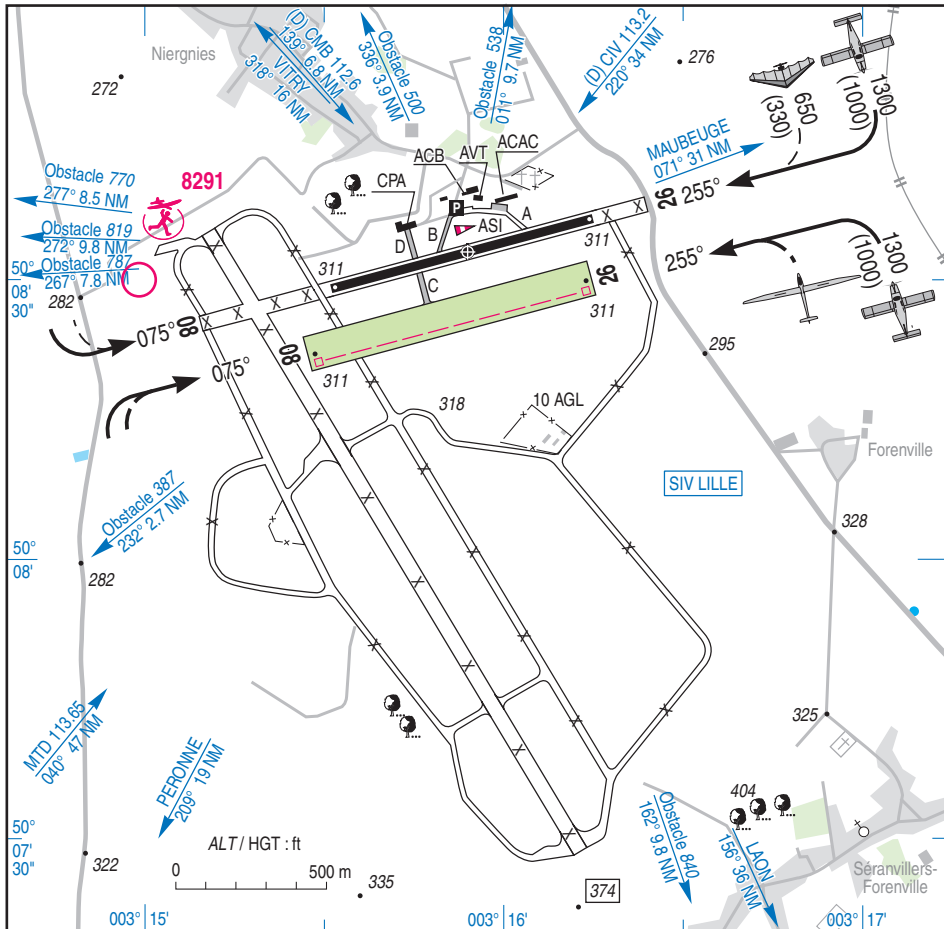 Niergnies
272
(D) CMB 112.6
139° 6.8 NM
VITRY
318° 16 NM
Obstacle 500
336° 3.9 NM
Obstacle 538
011° 9.7 NM
(D) CIV 113.2
220° 34 NM
276
650
(330)
1300
(1000)
MAUBEUGE
071° 31 NM
26 255°
Obstacle 770
277° 8.5 NM
8291
Obstacle 819
272° 9.8 NM
Obstacle 787
267° 7.8 NM
50°
08'
30"
282
ACB
AVT
ACAC
CPA
P
ASI
A
B
D
C
311
311
255°
1300
(1000)
075° 08
075°
08
26
311
311
295
318
10 AGL
Forenville
SIV LILLE
328
Obstacle 387
232° 2.7 NM
50°
08'
282
MTD 113.65
040° 47 NM
PERONNE
209° 19 NM
325
404
Obstacle 840
162° 9.8 NM
LAON
156° 36 NM
50°
07'
30"
322
ALT / HGT : ft
0 500 m
335
374
Séranvillers-
Forenville
003° 15'
003° 16'
003° 17'